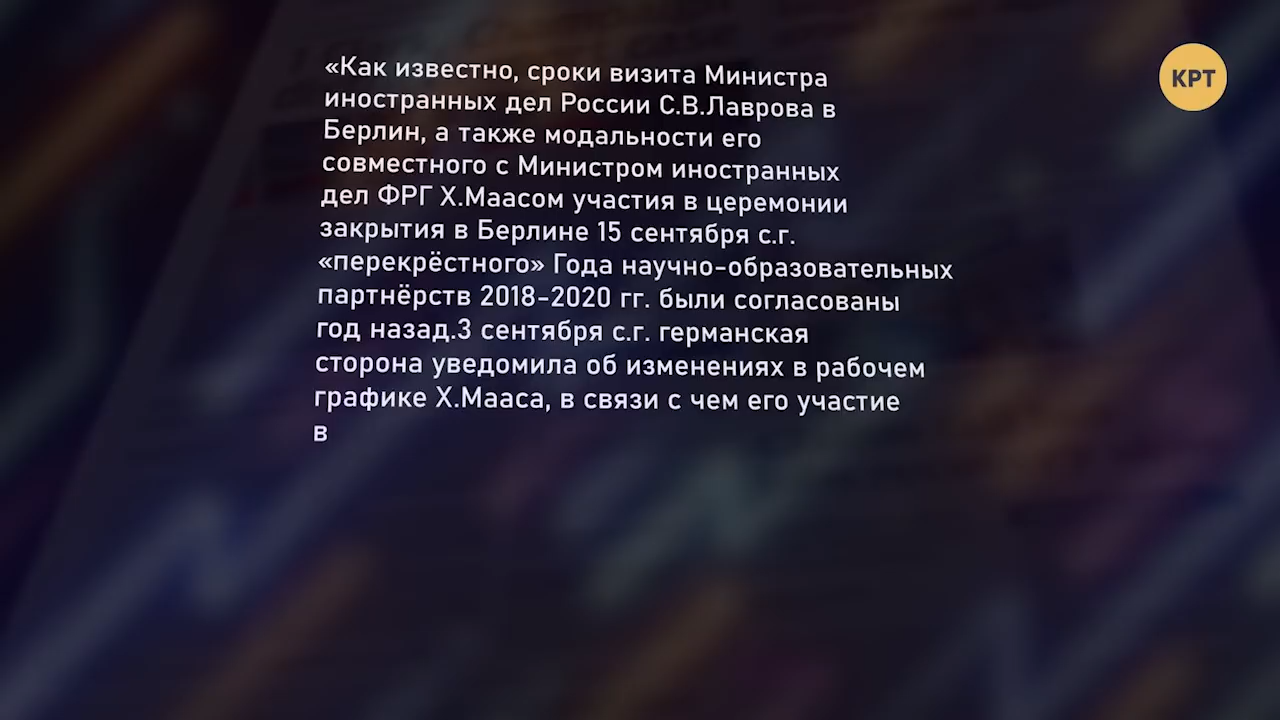 «Как известно, сроки визита Министра
иностранных дел России С.В.Лаврова в
Берлин, а также модальности его
совместного с Министром иностранных
дел ФРГ Х.Маасом участия в церемонии
закрытия в Берлине 15 сентября с.г.
«перекрёстного» Года научно-образовательных
партнёрств 2018-2020 гг. были согласованы
год назад.3 сентября с.г. германская
сторона уведомила об изменениях в рабочем
графике Х.Мааса, в связи с чем его участие
в
КРТ